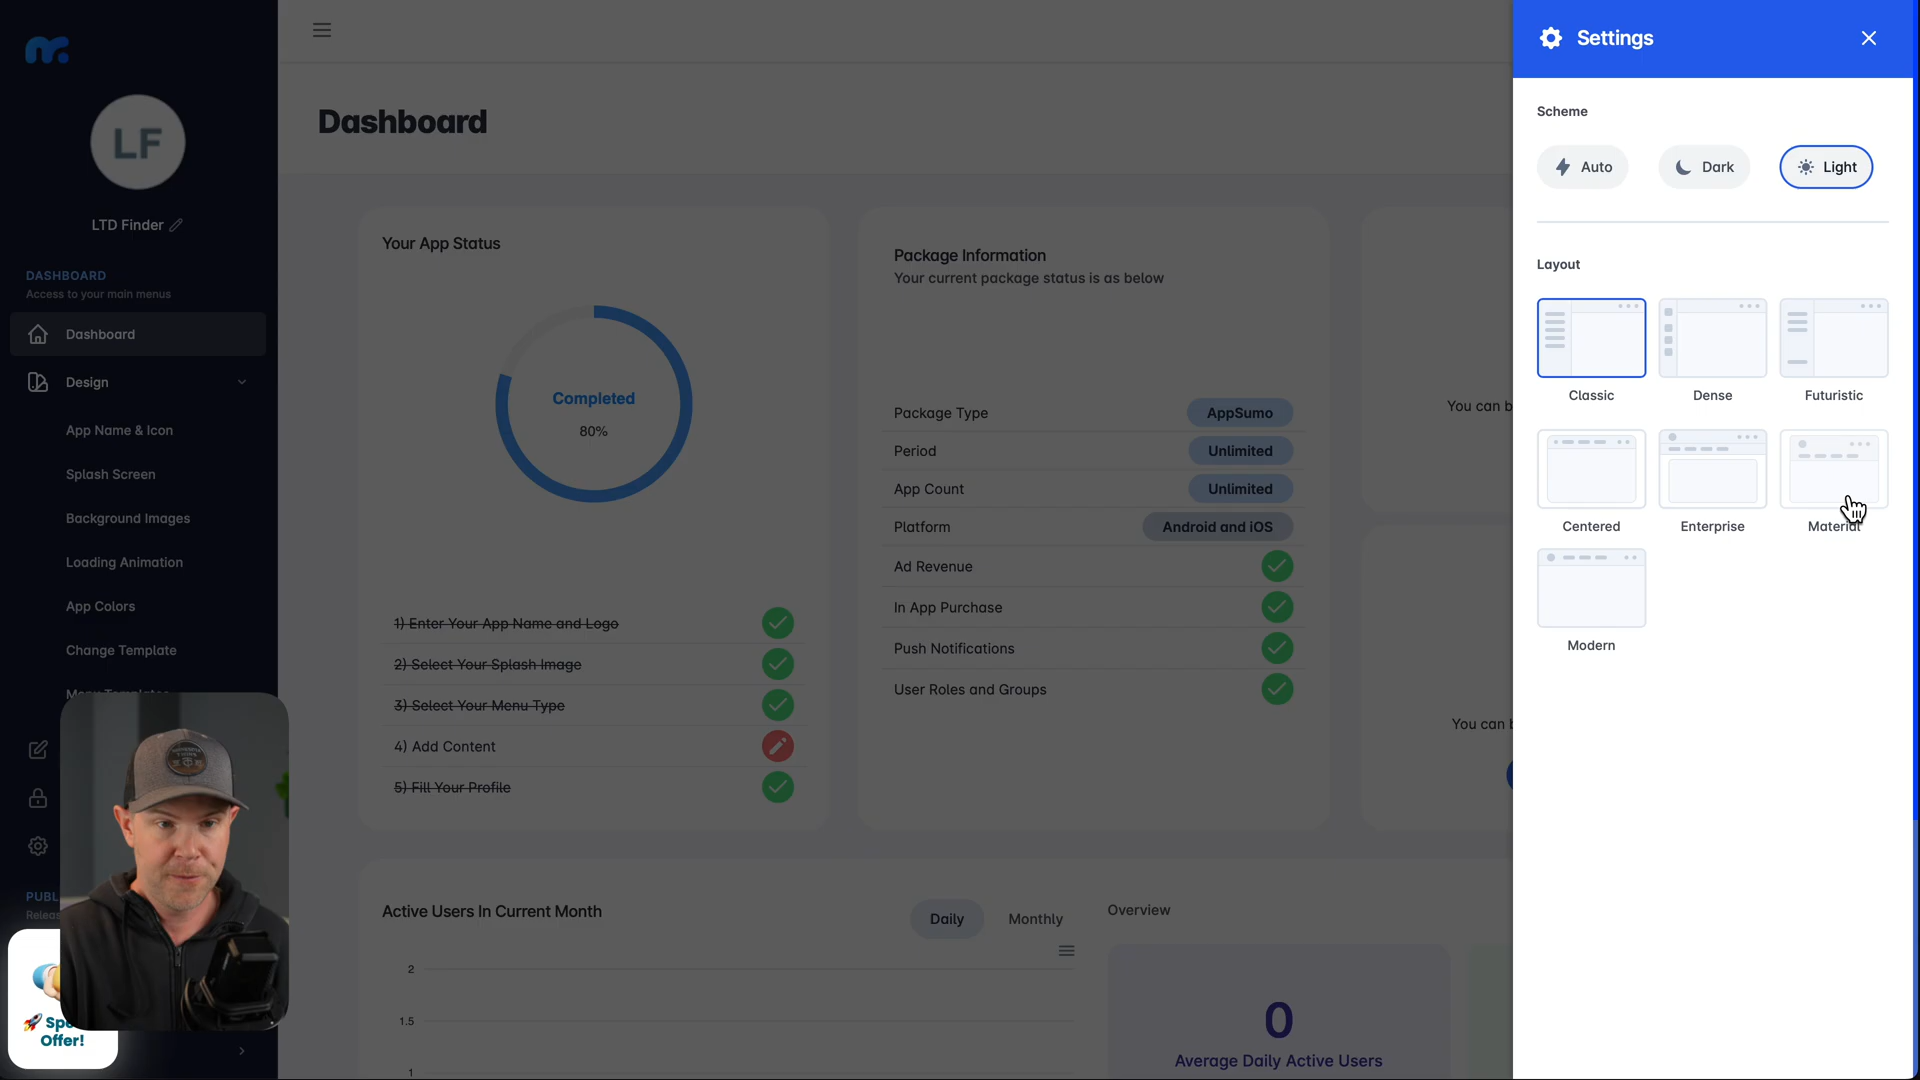 Settings
Dashboard
Scheme
Auto
Dark
Light
LF
LTD Finder
DASHBOARD
Access to your main menus
Dashboard
Design
App Name & Icon
Splash Screen
Background Images
Loading Animation
App Colors
Change Template
Menu Templates
PUBL
Releas
🚀 Spe
Offer!
Your App Status
Completed
80%
1) Enter Your App Name and Logo
2) Select Your Splash Image
3) Select Your Menu Type
4) Add Content
5) Fill Your Profile
Package Information
Your current package status is as below
Package Type AppSumo
Period Unlimited
App Count Unlimited
Platform Android and iOS
Ad Revenue
In App Purchase
Push Notifications
User Roles and Groups
You can b
You can b
Active Users In Current Month
Daily
Monthly
2
1.5
1
Overview
0
Average Daily Active Users
Layout
Classic
Dense
Futuristic
Centered
Enterprise
Material
Modern